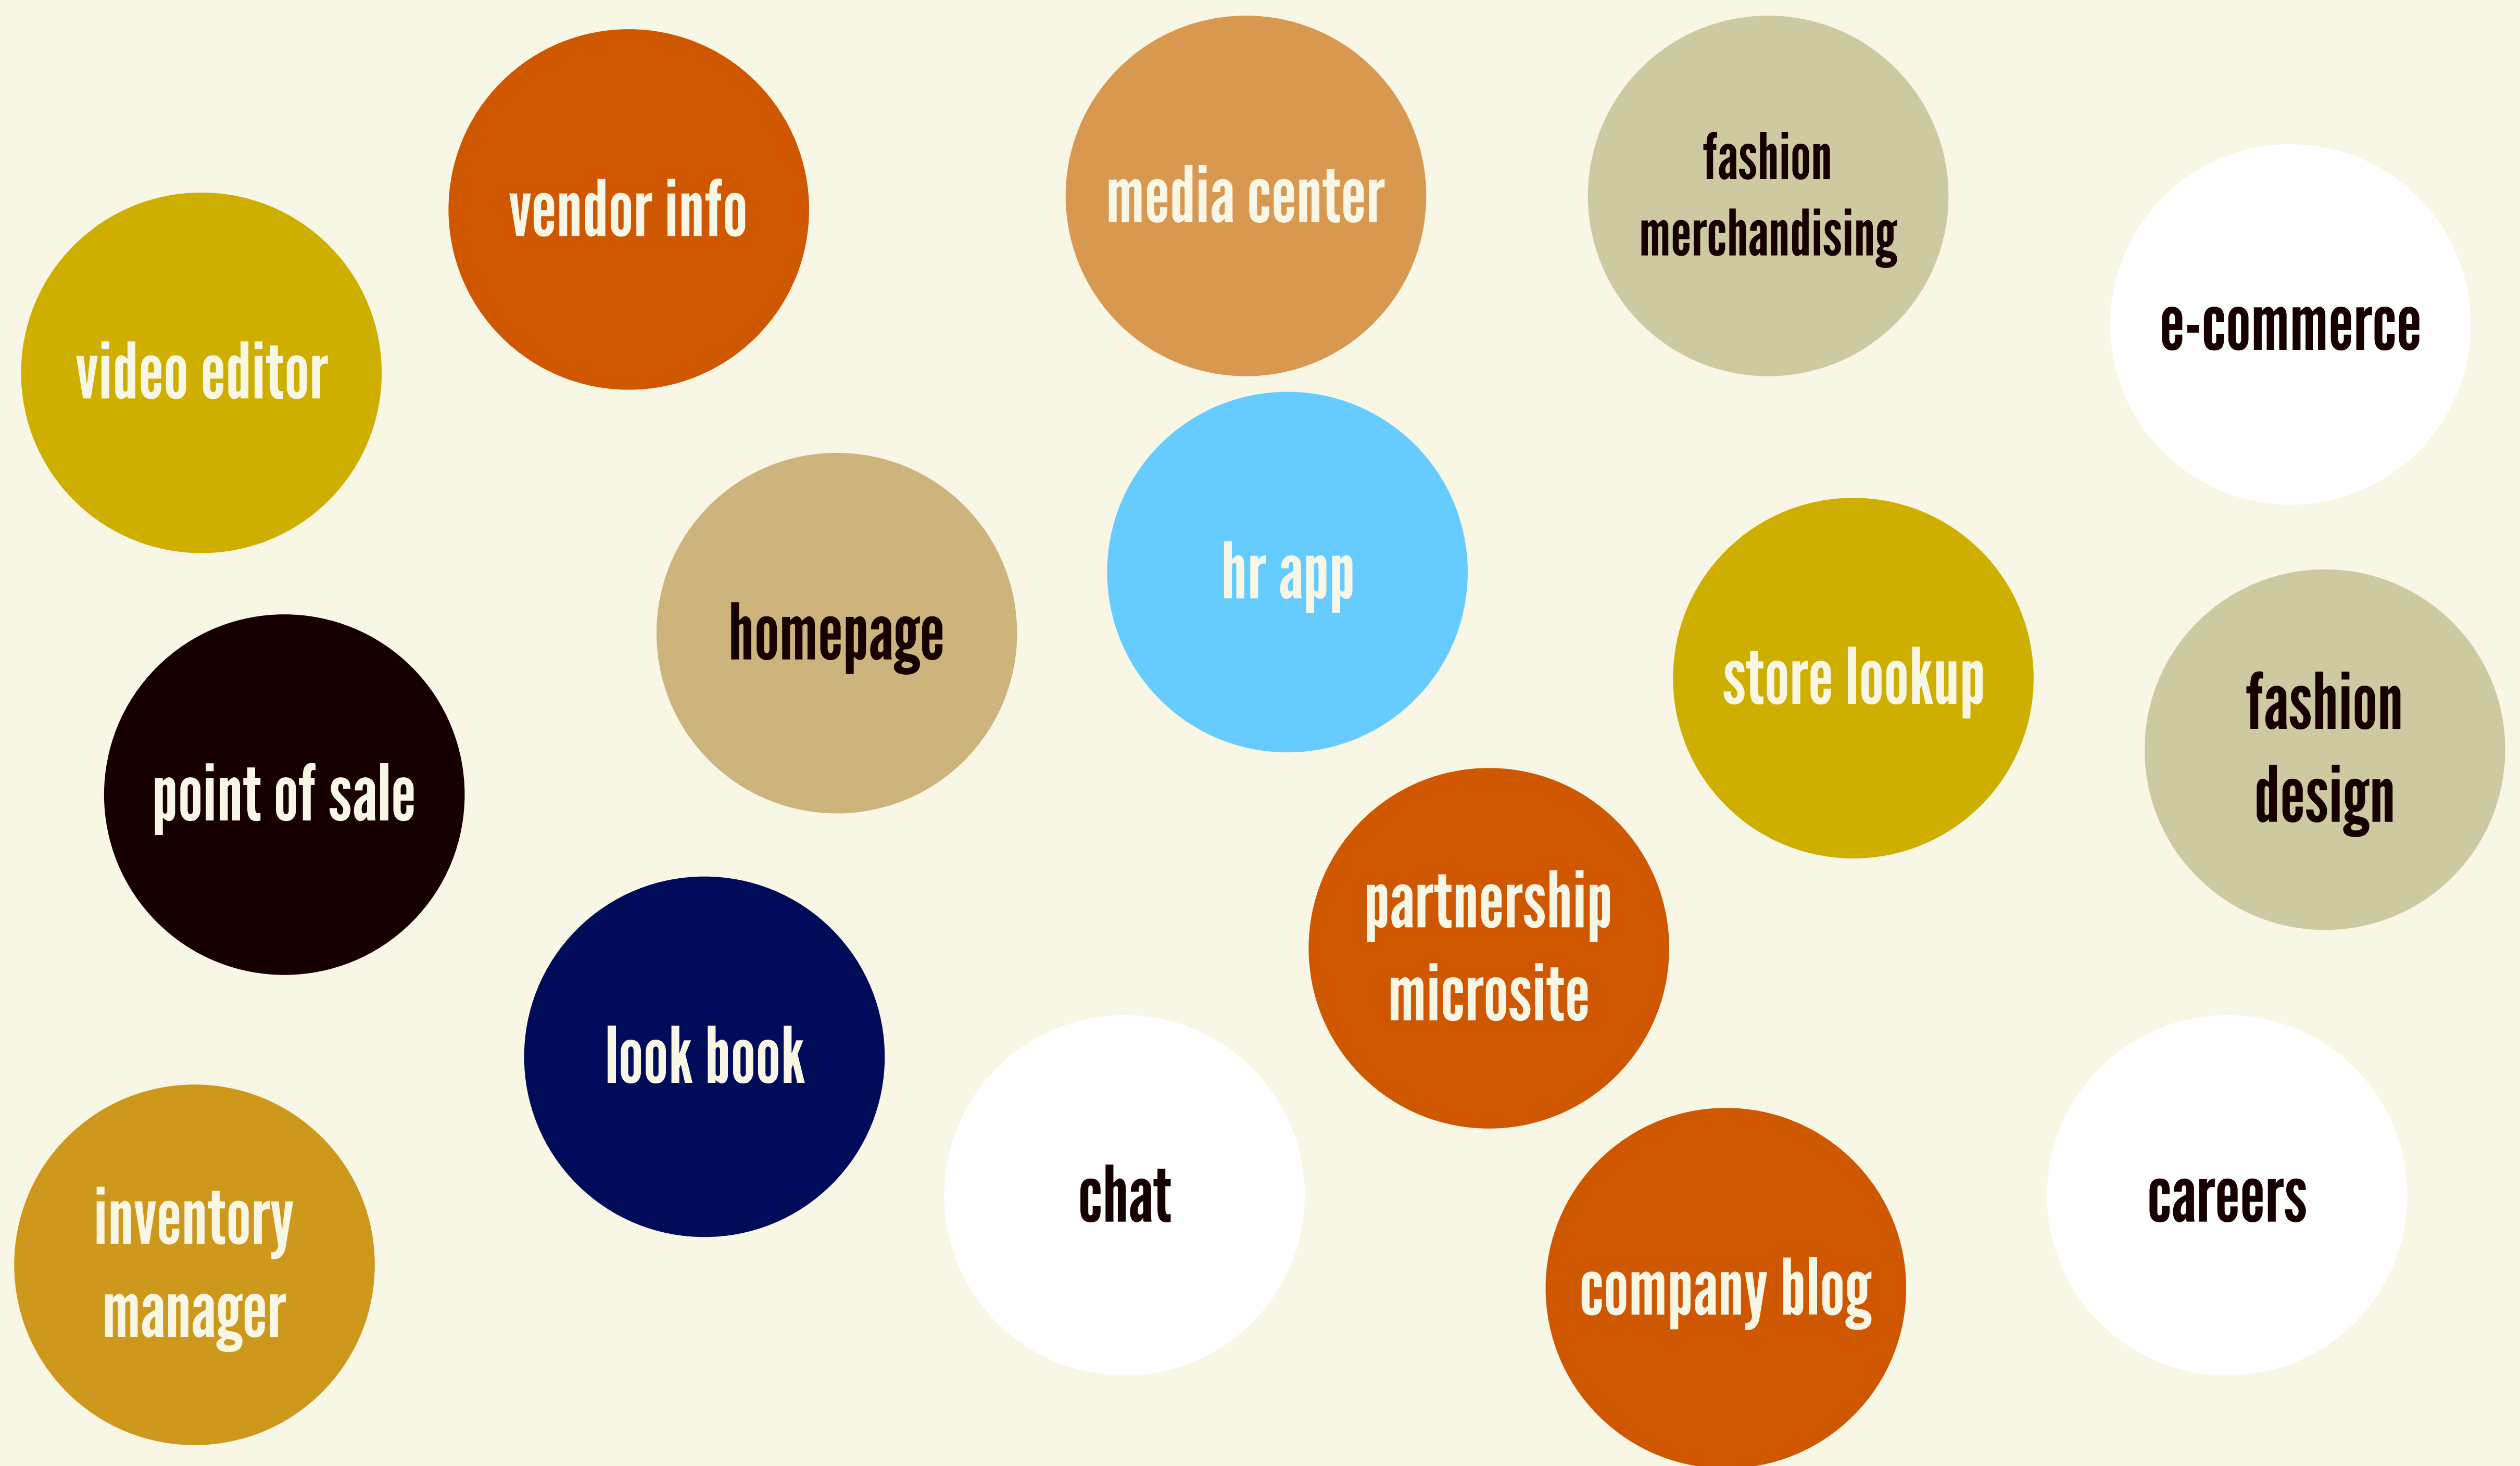 vendor info
media center
fashion
merchandising
e-commerce
video editor
homepage
hr app
store lookup
fashion
design
point of sale
partnership
microsite
look book
chat
careers
company blog
inventory
manager